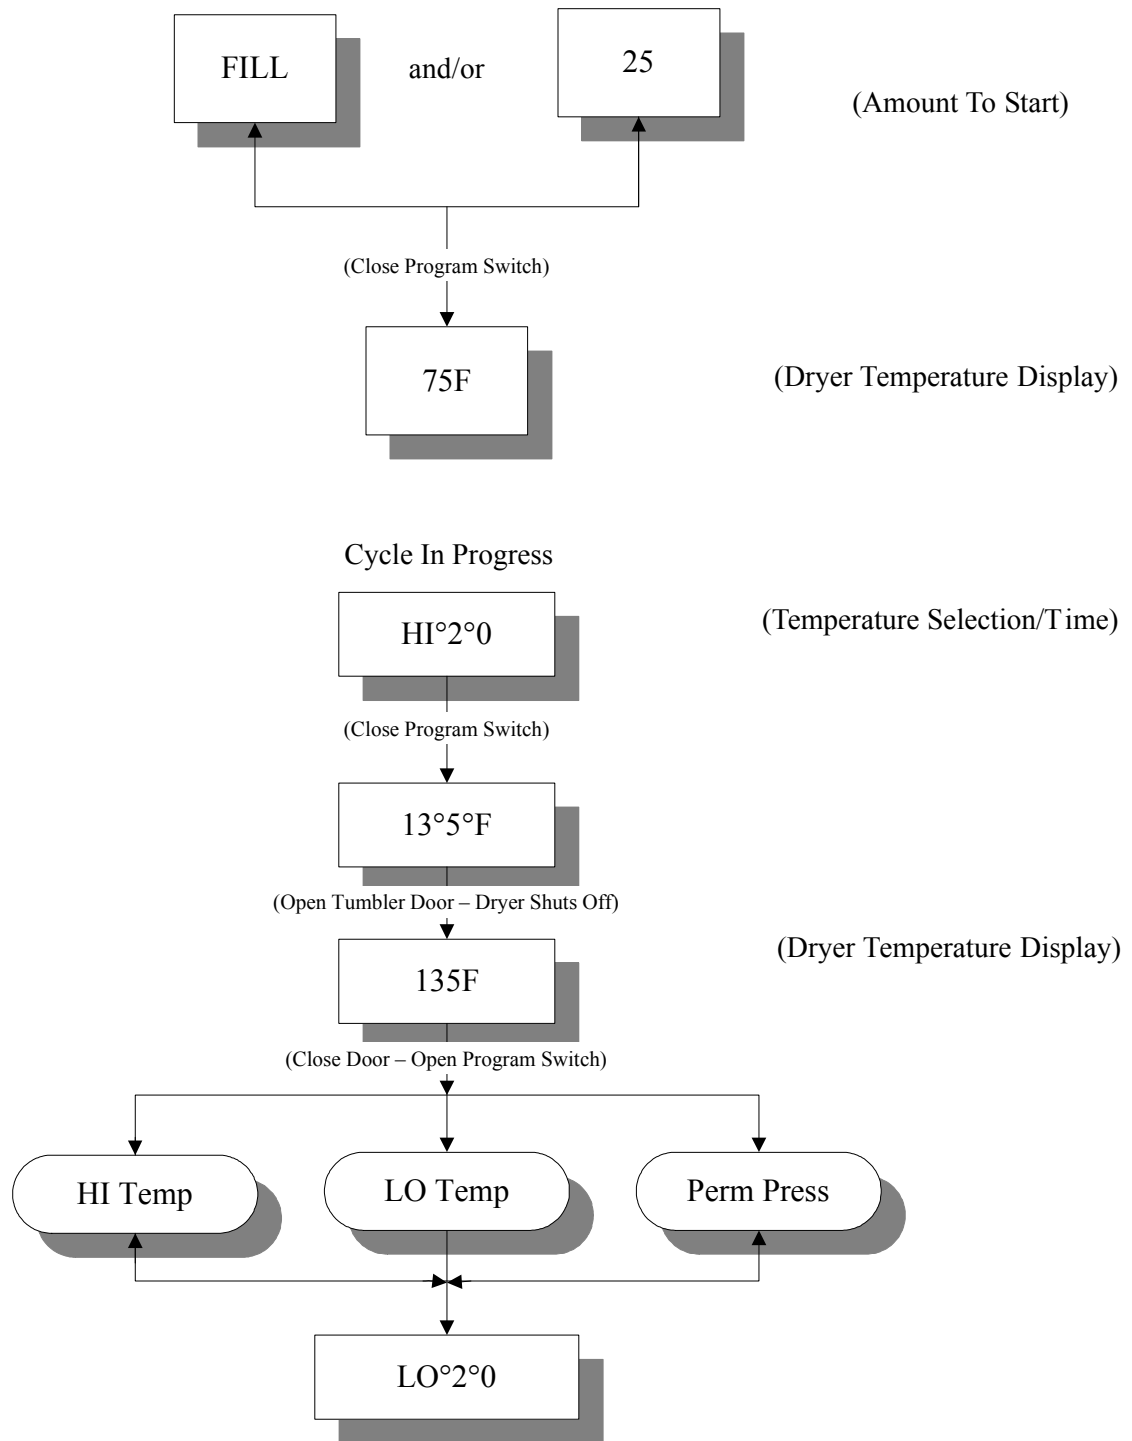 FILL
and/or
25
(Amount To Start)
(Close Program Switch)
75F
(Dryer Temperature Display)
Cycle In Progress
HI°2°0
(Temperature Selection/Time)
(Close Program Switch)
13°5°F
(Open Tumbler Door – Dryer Shuts Off)
135F
(Dryer Temperature Display)
(Close Door – Open Program Switch)
HI Temp
LO Temp
Perm Press
LO°2°0